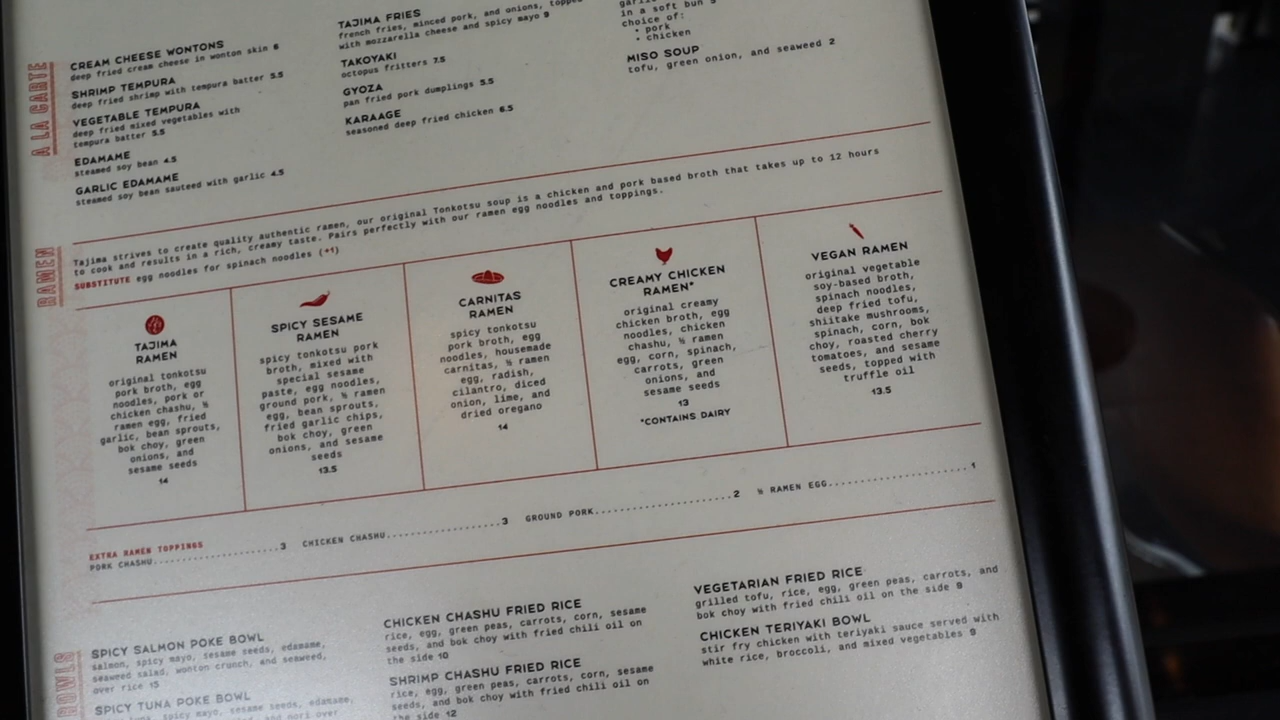 A LA CARTE
CREAM CHEESE WONTONS
deep fried cream cheese in wonton skin 6
SHRIMP TEMPURA
deep fried shrimp with tempura batter 5.5
VEGETABLE TEMPURA
deep fried mixed vegetables with
tempura batter 5.5
EDAMAME
steamed soy bean 4.5
GARLIC EDAMAME
steamed soy bean sauteed with garlic 4.5
TAJIMA FRIES
french fries, minced pork, and onions, topped
with mozzarella cheese and spicy mayo 9
TAKOYAKI
octopus fritters 7.5
GYOZA
pan fried pork dumplings 5.5
KARAAGE
seasoned deep fried chicken 6.5
in a soft bun 5
choice of:
• pork
• chicken
MISO SOUP
tofu, green onion, and seaweed 2
RAMEN
Tajima strives to create quality authentic ramen, our original Tonkotsu soup is a chicken and pork based broth that takes up to 12 hours
to cook and results in a rich, creamy taste. Pairs perfectly with our ramen egg noodles and toppings.
SUBSTITUTE egg noodles for spinach noodles (+1)
TAJIMA
RAMEN
original tonkotsu
pork broth, egg
noodles, pork or
chicken chashu, ½
ramen egg, fried
garlic, bean sprouts,
bok choy, green
onions, and
sesame seeds
14
SPICY SESAME
RAMEN
spicy tonkotsu pork
broth, mixed with
special sesame
paste, egg noodles,
ground pork, ½ ramen
egg, bean sprouts,
fried garlic chips,
bok choy, green
onions, and sesame
seeds
13.5
CARNITAS
RAMEN
spicy tonkotsu
pork broth, egg
noodles, housemade
carnitas, ½ ramen
egg, radish,
cilantro, diced
onion, lime, and
dried oregano
14
CREAMY CHICKEN
RAMEN*
original creamy
chicken broth, egg
noodles, chicken
chashu, ½ ramen
egg, corn, spinach,
carrots, green
onions, and
sesame seeds
13
*CONTAINS DAIRY
VEGAN RAMEN
original vegetable
soy-based broth,
spinach noodles,
deep fried tofu,
shiitake mushrooms,
spinach, corn, bok
choy, roasted cherry
tomatoes, and sesame
seeds, topped with
truffle oil
13.5
EXTRA RAMEN TOPPINGS
PORK CHASHU....................3 CHICKEN CHASHU..................3 GROUND PORK......................2 ½ RAMEN EGG......................1
BOWLS
SPICY SALMON POKE BOWL
salmon, spicy mayo, sesame seeds, edamame,
seaweed salad, wonton crunch, and seaweed,
over rice 15
SPICY TUNA POKE BOWL
tuna, spicy mayo, sesame seeds, edamame,
and nori over
CHICKEN CHASHU FRIED RICE
rice, egg, green peas, carrots, corn, sesame
seeds, and bok choy with fried chili oil on
the side 10
SHRIMP CHASHU FRIED RICE
rice, egg, green peas, carrots, corn, sesame
seeds, and bok choy with fried chili oil on
the side 12
VEGETARIAN FRIED RICE
grilled tofu, rice, egg, green peas, carrots, and
bok choy with fried chili oil on the side 9
CHICKEN TERIYAKI BOWL
stir fry chicken with teriyaki sauce served with
white rice, broccoli, and mixed vegetables 9